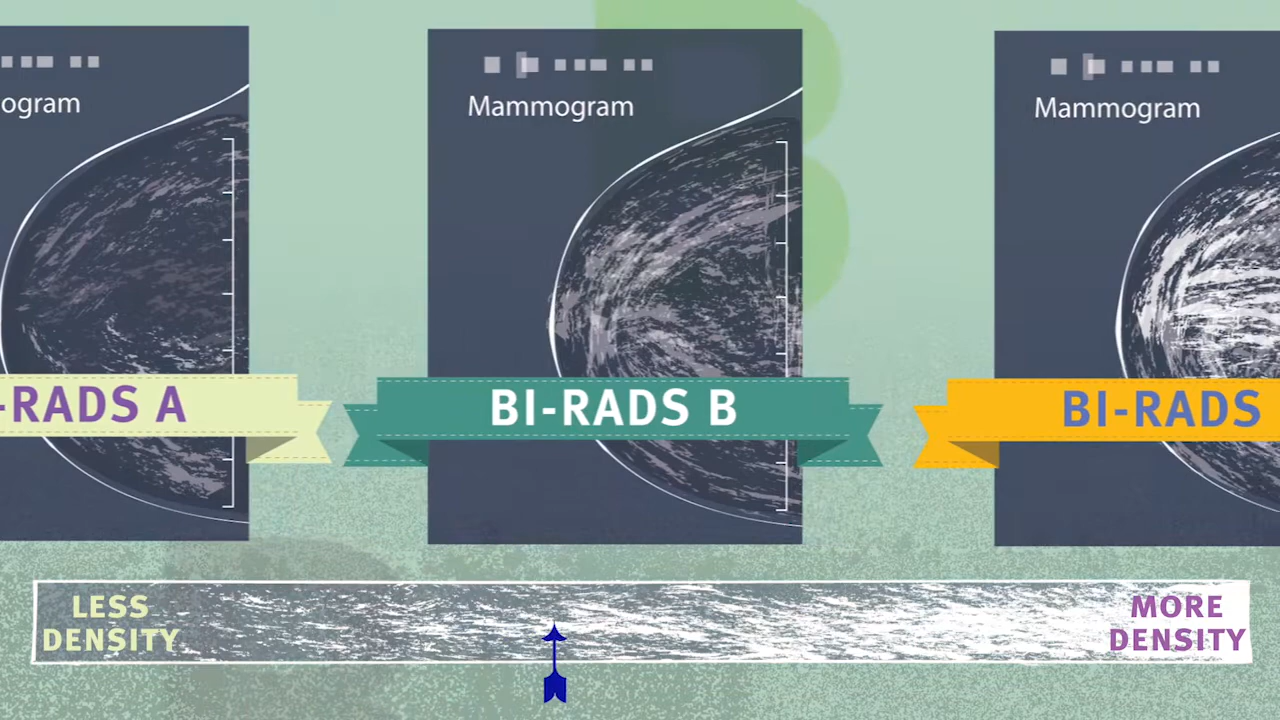 ogram
Mammogram
Mammogram
-RADS A
BI-RADS B
BI-RADS
LESS
DENSITY
MORE
DENSITY